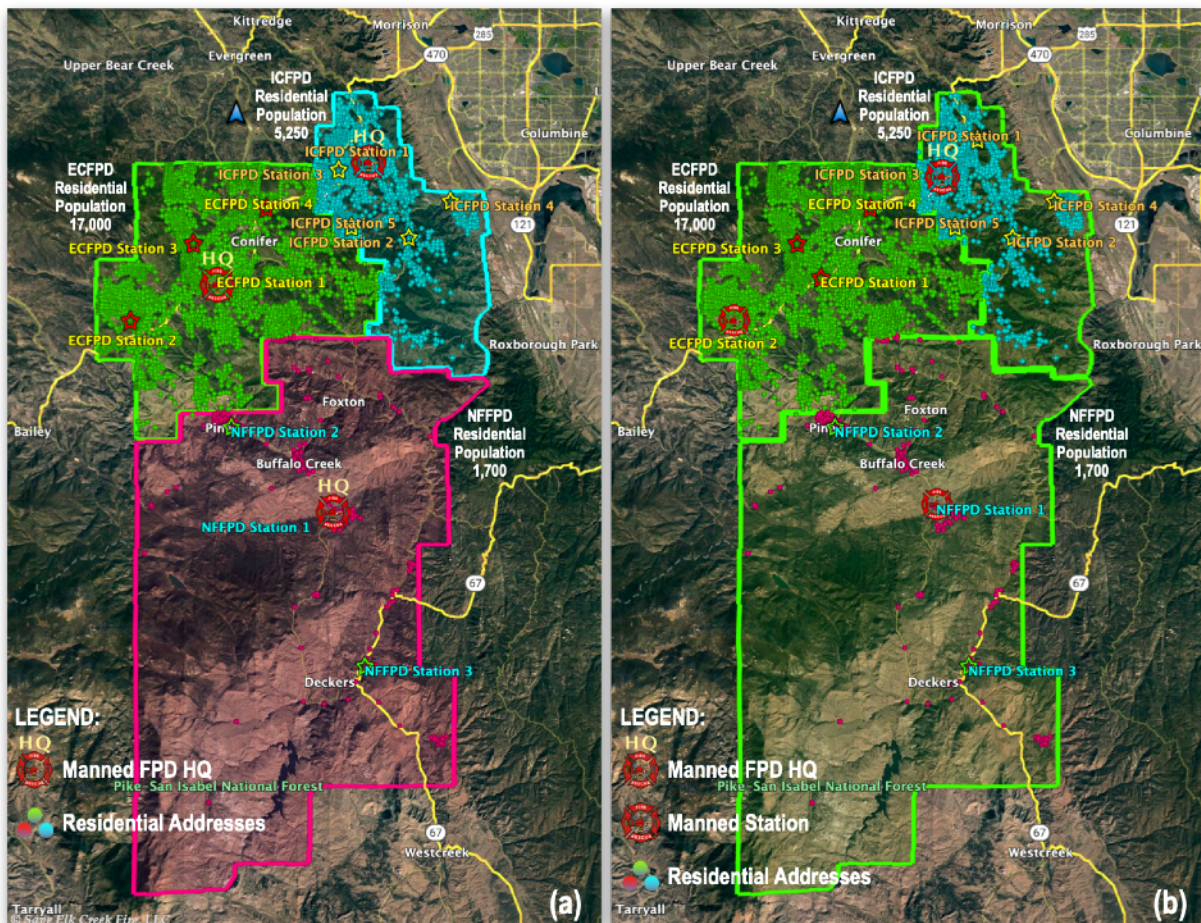 Kittredge
Morrison
285
470
Evergreen
Upper Bear Creek
ICFPD
Residential
Population
5,250
Columbine
HQ
ICFPD Station 1
ECFPD
Residential
Population
17,000
ICFPD Station 3
ECFPD Station 4
ICFPD Station 4
121
ICFPD Station 5
Conifer
ICFPD Station 2
ECFPD Station 3
HQ
ECFPD Station 1
ECFPD Station 2
Roxborough Park
Foxton
NFFPD
Residential
Population
1,700
Bailey
Pin
NFFPD Station 2
Buffalo Creek
HQ
NFFPD Station 1
67
NFFPD Station 3
Deckers
LEGEND:
HQ
Manned FPD HQ
Pike-San Isabel National Forest
Residential Addresses
67
Westcreek
Tarryall
© Save Elk Creek Fire, LLC
(a)
Kittredge
Morrison
285
470
Evergreen
Upper Bear Creek
ICFPD
Residential
Population
5,250
Columbine
ICFPD Station 1
HQ
ECFPD
Residential
Population
17,000
ICFPD Station 3
ECFPD Station 4
ICFPD Station 4
121
ICFPD Station 5
Conifer
ICFPD Station 2
ECFPD Station 3
ECFPD Station 1
ECFPD Station 2
Roxborough Park
Foxton
NFFPD
Residential
Population
1,700
Bailey
Pin
NFFPD Station 2
Buffalo Creek
NFFPD Station 1
67
NFFPD Station 3
Deckers
LEGEND:
HQ
Manned FPD HQ
Pike-San Isabel National Forest
Manned Station
Residential Addresses
67
Westcreek
Tarryall
(b)